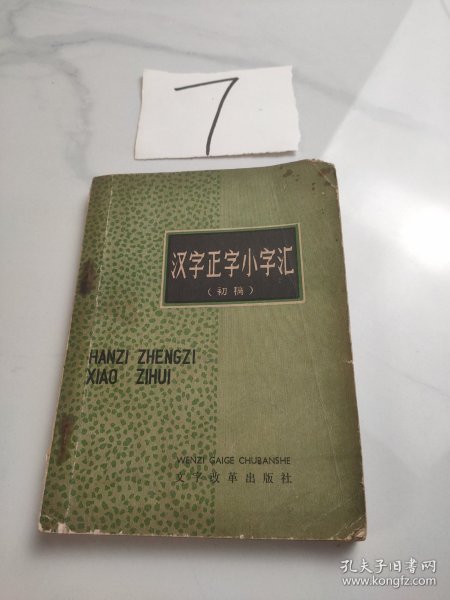 7
汉字正字小字汇
（初稿）
HANZI ZHENGZI
XIAO ZIHUI
WENZI GAIGE CHUBANSHE
文字改革出版社
孔夫子旧书网
www.kongfz.com